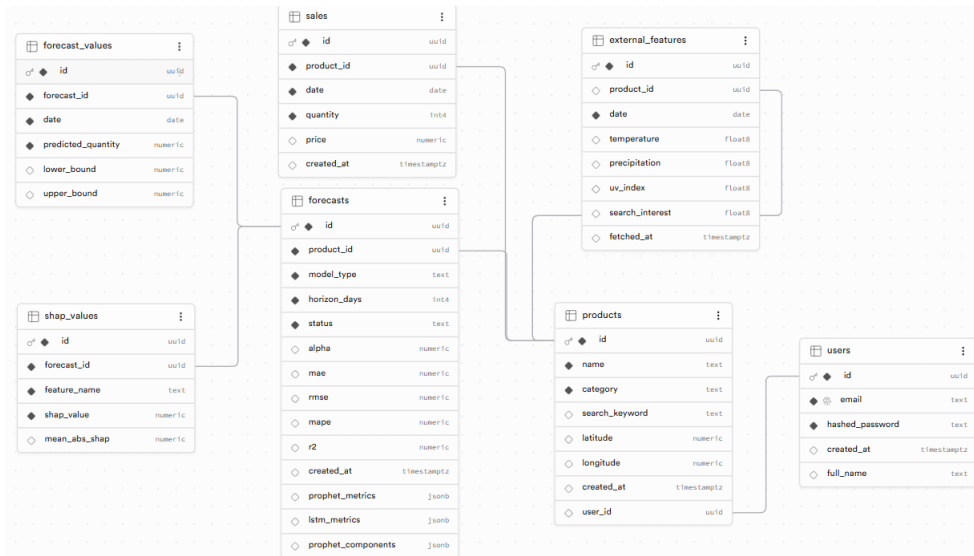 sales
id uuid
product_id uuid
date date
quantity int4
price numeric
created_at timestamptz
forecast_values
id uuid
forecast_id uuid
date date
predicted_quantity numeric
lower_bound numeric
upper_bound numeric
external_features
id uuid
product_id uuid
date date
temperature float8
precipitation float8
uv_index float8
search_interest float8
fetched_at timestamptz
forecasts
id uuid
product_id uuid
model_type text
horizon_days int4
status text
alpha numeric
mae numeric
rmse numeric
mape numeric
r2 numeric
created_at timestamptz
prophet_metrics jsonb
lstm_metrics jsonb
prophet_components jsonb
shap_values
id uuid
forecast_id uuid
feature_name text
shap_value numeric
mean_abs_shap numeric
products
id uuid
name text
category text
search_keyword text
latitude numeric
longitude numeric
created_at timestamptz
user_id uuid
users
id uuid
email text
hashed_password text
created_at timestamptz
full_name text